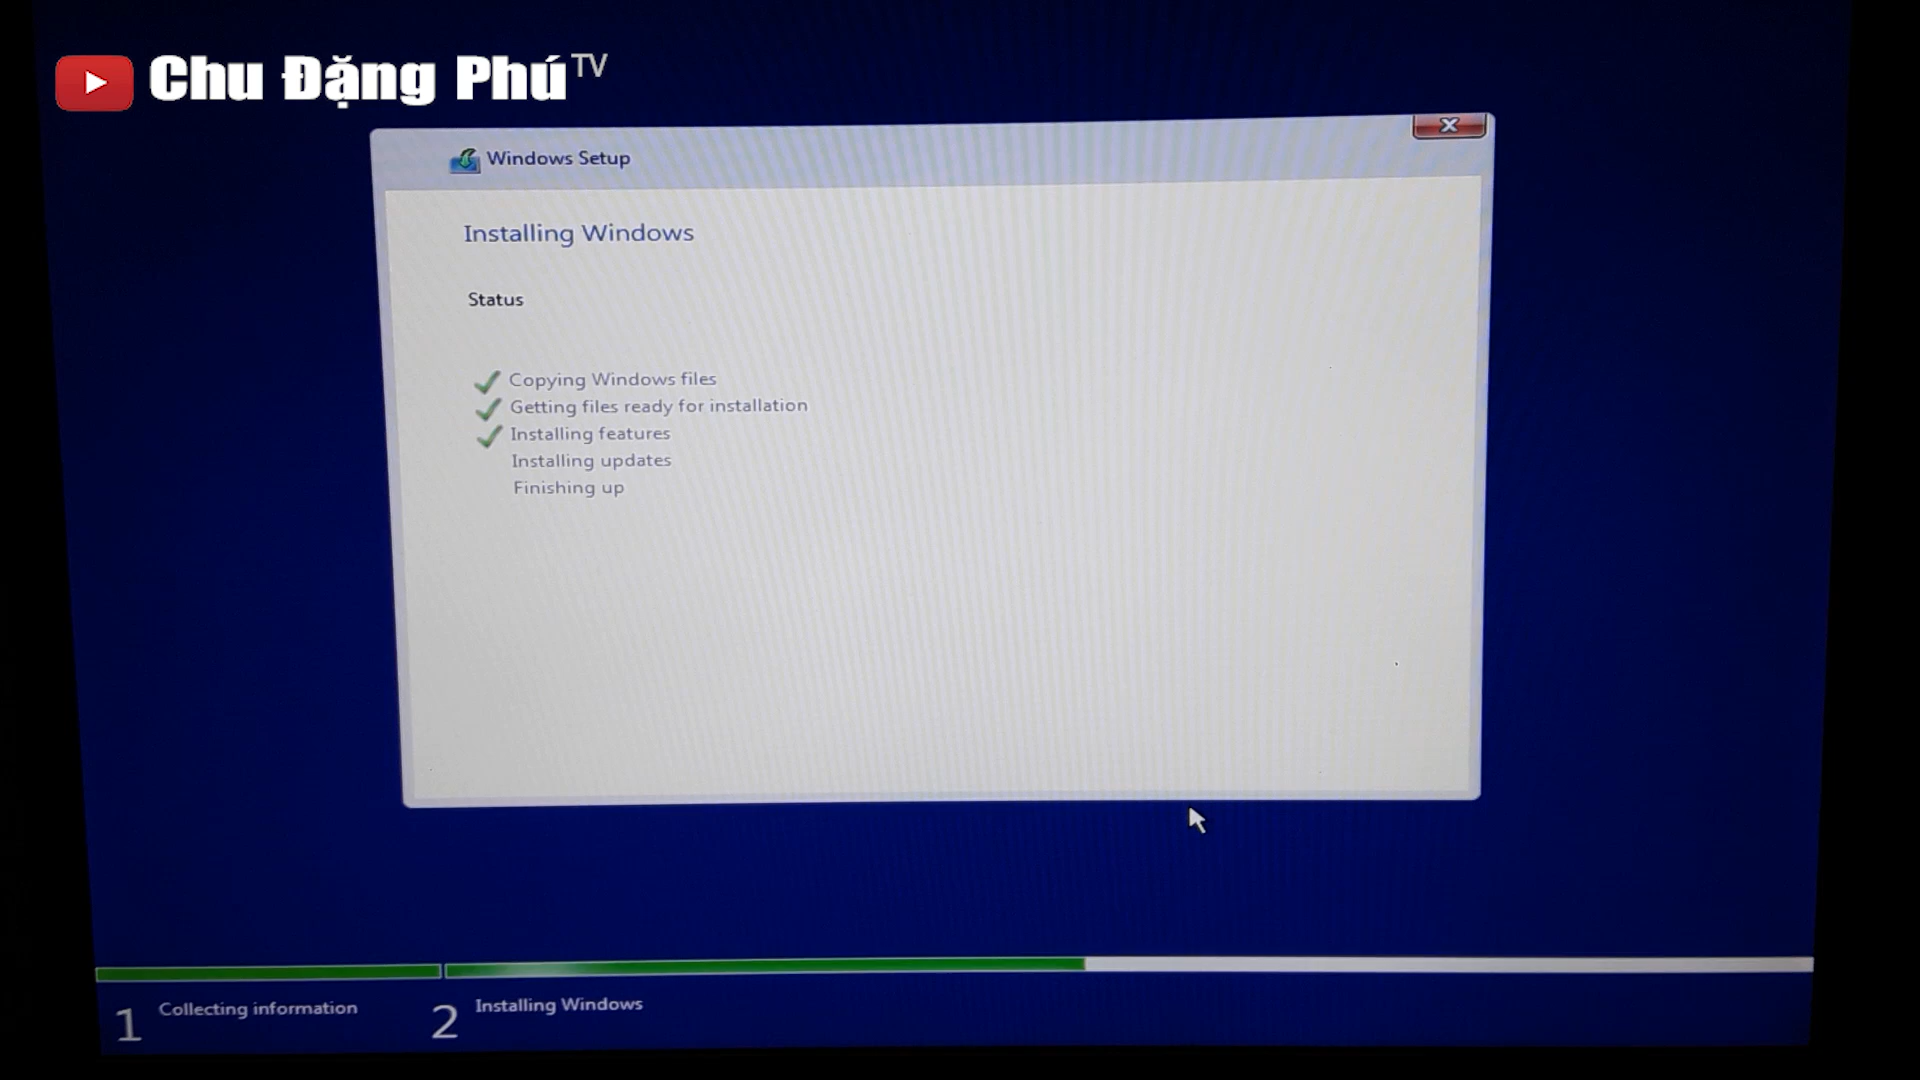 Chu Đặng Phú TV
Windows Setup
Installing Windows
Status
Copying Windows files
Getting files ready for installation
Installing features
Installing updates
Finishing up
1 Collecting information
2 Installing Windows